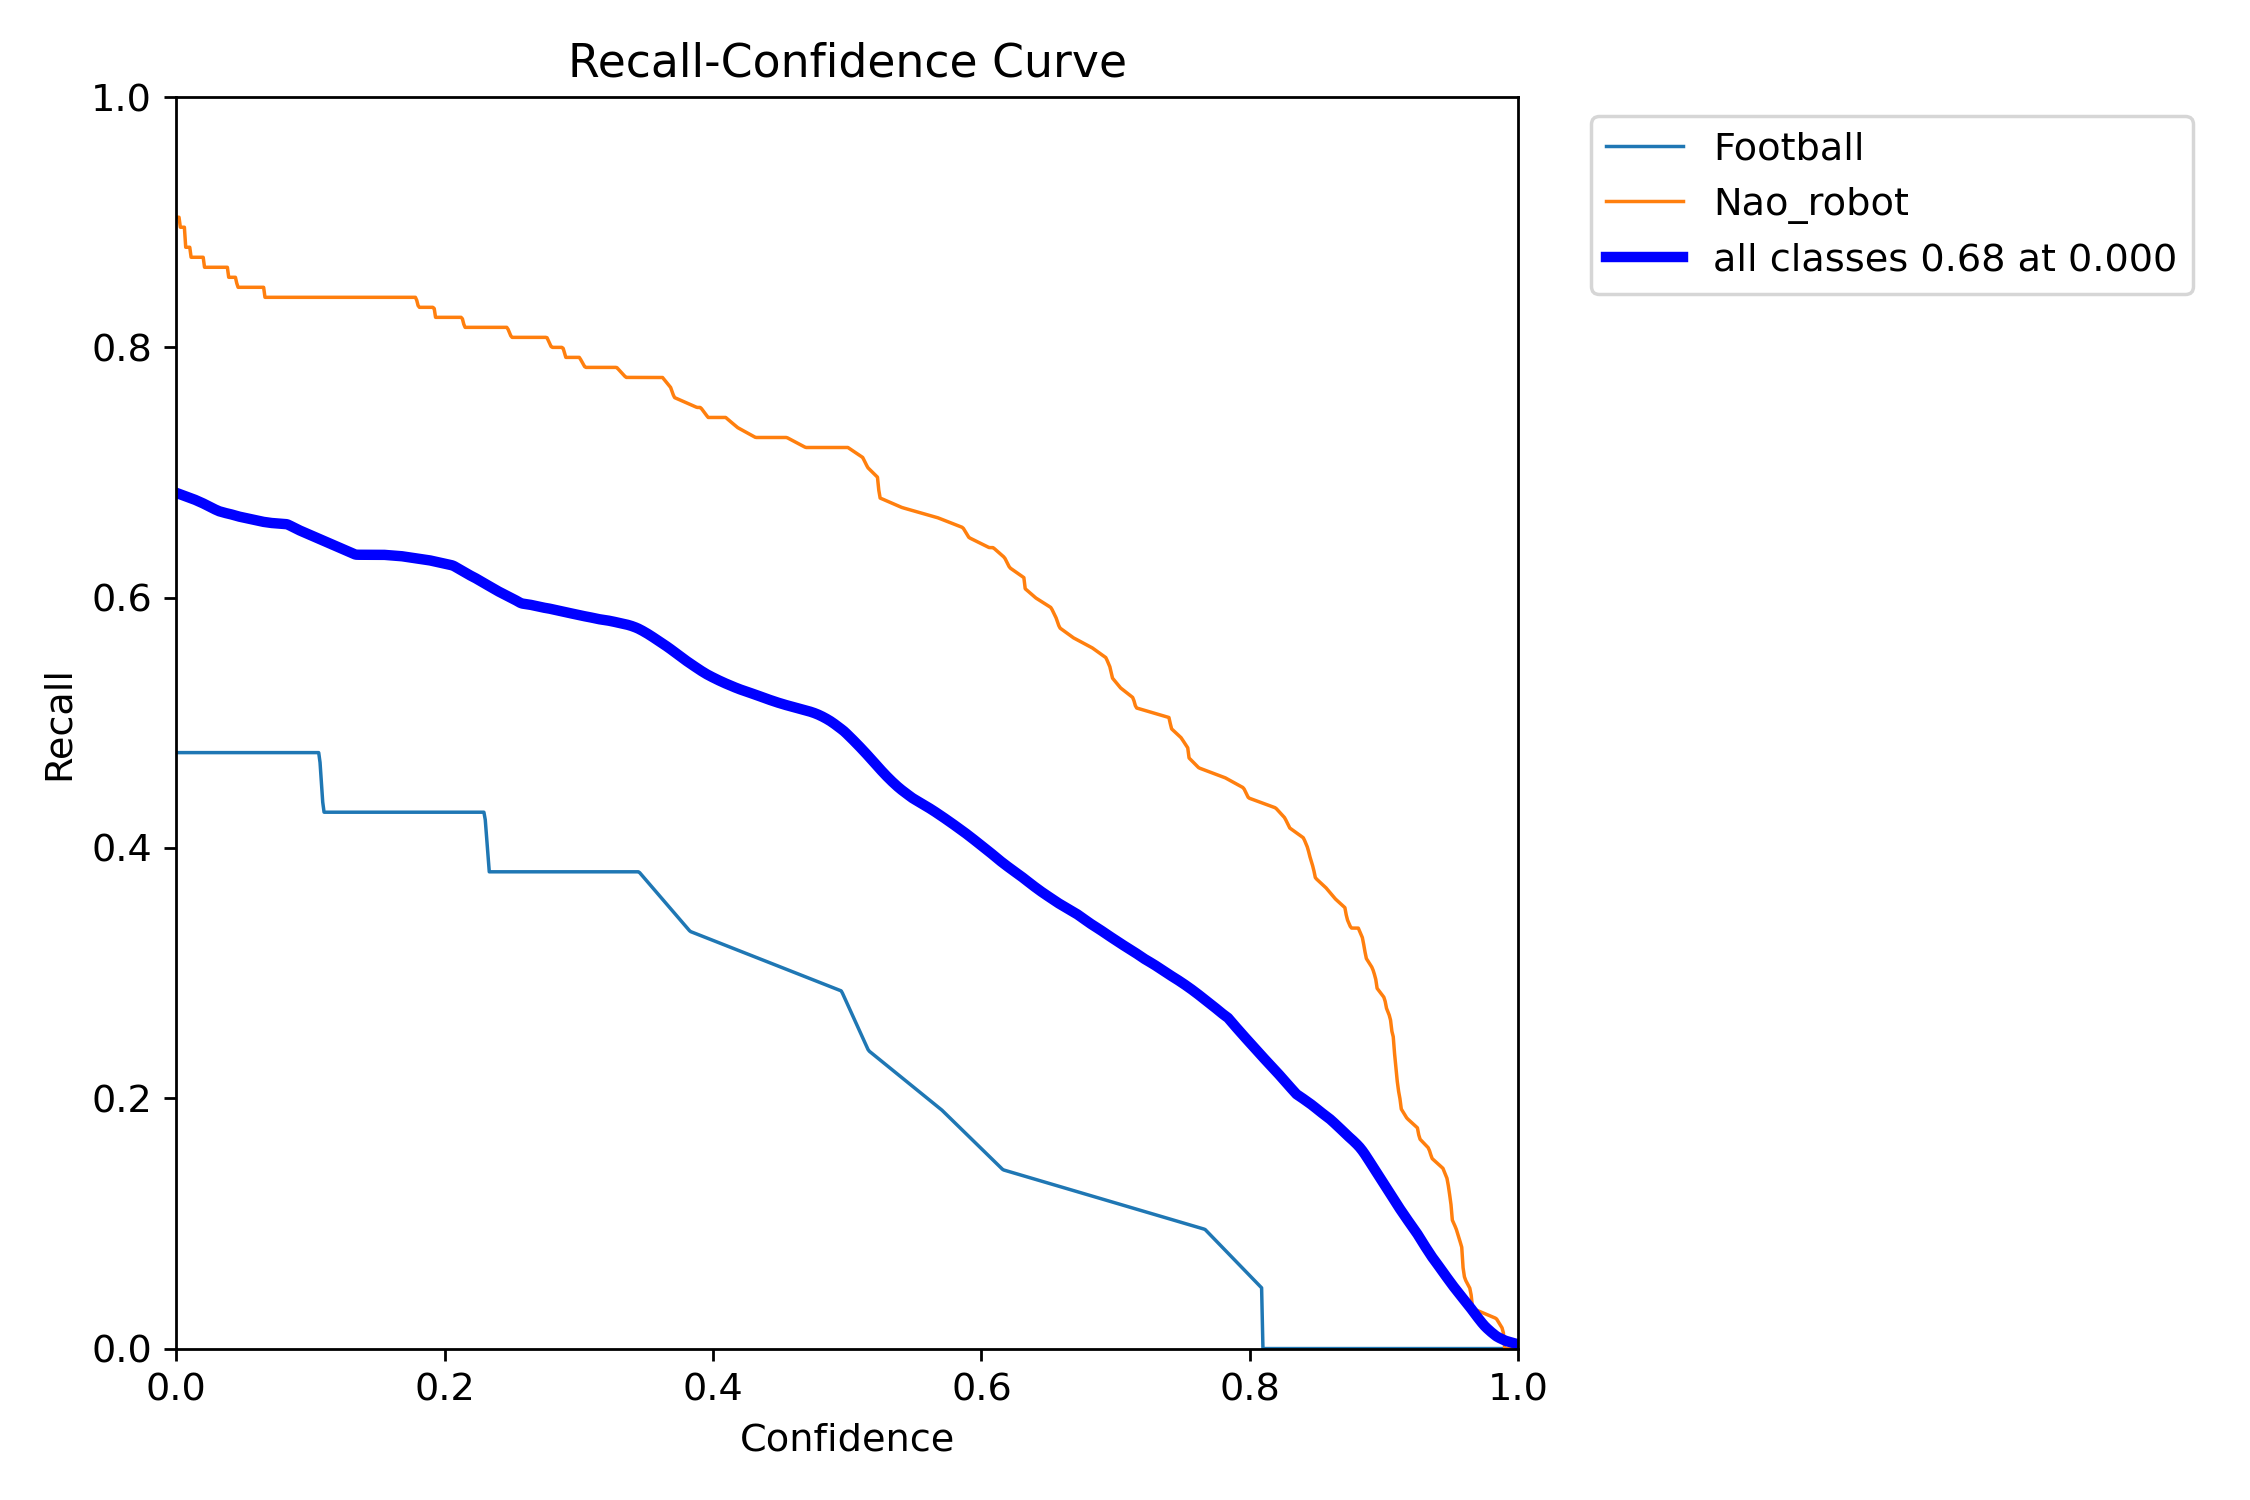 Recall-Confidence Curve
1.0
0.8
0.6
0.4
0.2
0.0
Recall
0.0 0.2 0.4 0.6 0.8 1.0
Confidence
Football
Nao_robot
all classes 0.68 at 0.000